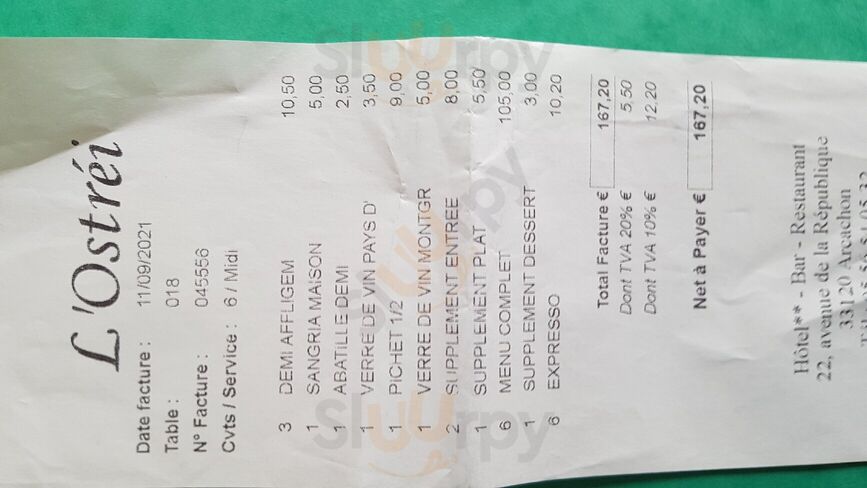 L'Ostréi
Date facture : 11/09/2021
Table : 018
N° Facture : 045556
Cvts / Service : 6 / Midi
3 DEMI AFFLIGEM 10,50
1 SANGRIA MAISON 5,00
1 ABATILLE DEMI 2,50
1 VERRE DE VIN PAYS D' 3,50
1 PICHET 1/2 9,00
1 VERRE DE VIN MONTGR 5,00
2 SUPPLEMENT ENTREE 8,00
1 SUPPLEMENT PLAT 5,50
6 MENU COMPLET 105,00
1 SUPPLEMENT DESSERT 3,00
6 EXPRESSO 10,20
Total Facture € 167,20
Dont TVA 20% € 5,50
Dont TVA 10% € 12,20
Net à Payer € 167,20
Hôtel** - Bar - Restaurant
22, avenue de la République
33120 Arcachon
Sluurpy
Sluurpy
Sluurpy